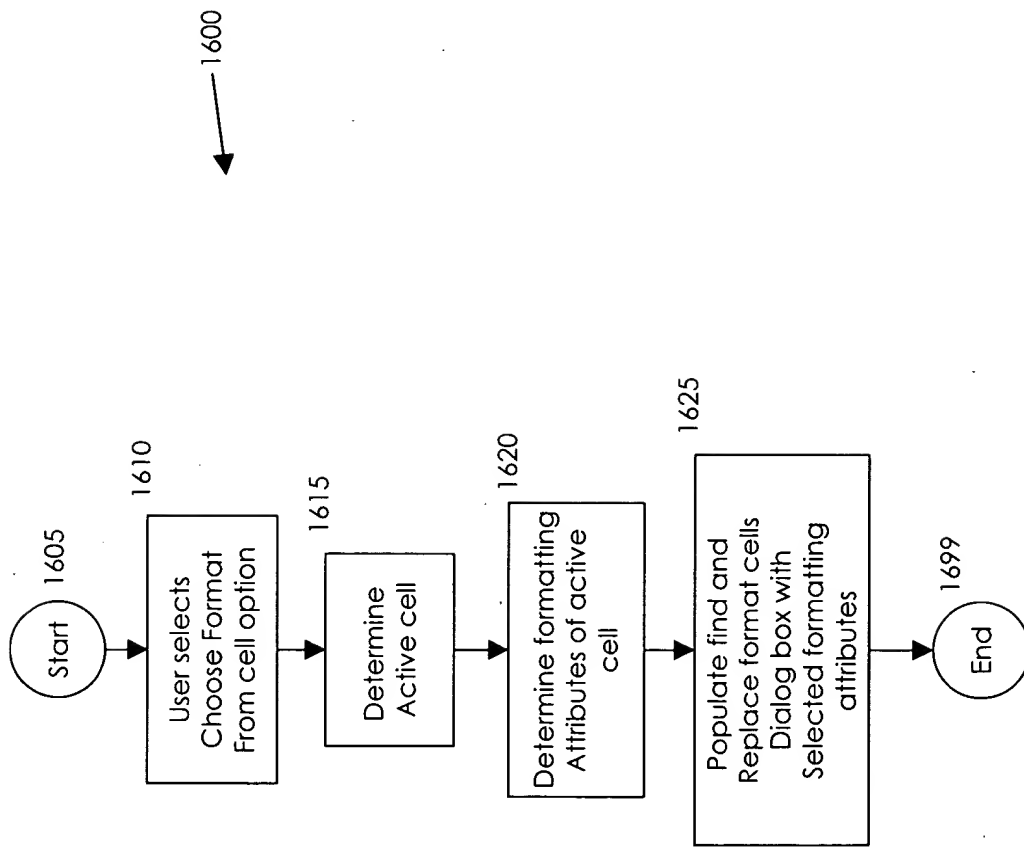 1600
Start
1605
1610
User selects
Choose Format
From cell option
1615
Determine
Active cell
1620
Determine formatting
Attributes of active
cell
1625
Populate find and
Replace format cells
Dialog box with
Selected formatting
attributes
1699
End